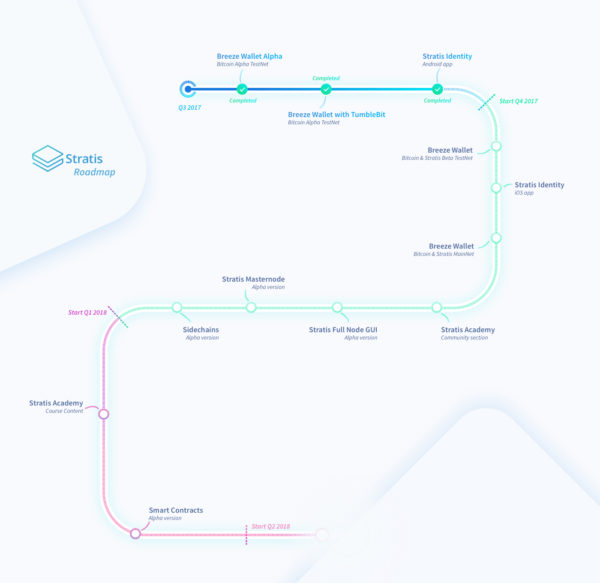 Breeze Wallet Alpha
Bitcoin Alpha TestNet
Stratis Identity
Android app
Completed
Q3 2017
Completed
Completed
Start Q4 2017
Breeze Wallet with TumbleBit
Bitcoin Alpha TestNet
Stratis
Roadmap
Breeze Wallet
Bitcoin & Stratis Beta TestNet
Stratis Identity
iOS app
Breeze Wallet
Bitcoin & Stratis MainNet
Stratis Masternode
Alpha version
Start Q1 2018
Sidechains
Alpha version
Stratis Full Node GUI
Alpha version
Stratis Academy
Community section
Stratis Academy
Course Content
Smart Contracts
Alpha version
Start Q2 2018